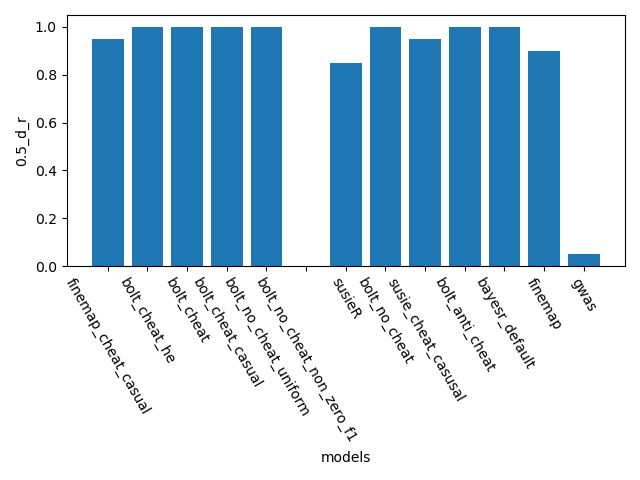 1.0
0.8
0.6
0.4
0.2
0.0
0.5_d_r
finemap_cheat_casual
bolt_cheat_he
bolt_cheat
bolt_cheat_casual
bolt_no_cheat_uniform
bolt_no_cheat_non_zero_f1
susieR
bolt_no_cheat
susie_cheat_casusal
bolt_anti_cheat
bayesr_default
finemap
gwas
models